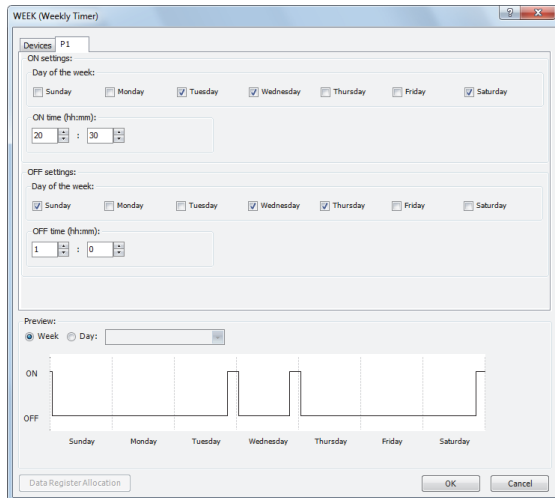 WEEK (Weekly Timer)
Devices P1
ON settings:
Day of the week:
Sunday Monday Tuesday Wednesday Thursday Friday Saturday
ON time (hh:mm):
20 : 30
OFF settings:
Day of the week:
Sunday Monday Tuesday Wednesday Thursday Friday Saturday
OFF time (hh:mm):
1 : 0
Preview:
Week Day:
ON
OFF
Sunday Monday Tuesday Wednesday Thursday Friday Saturday
Data Register Allocation OK Cancel